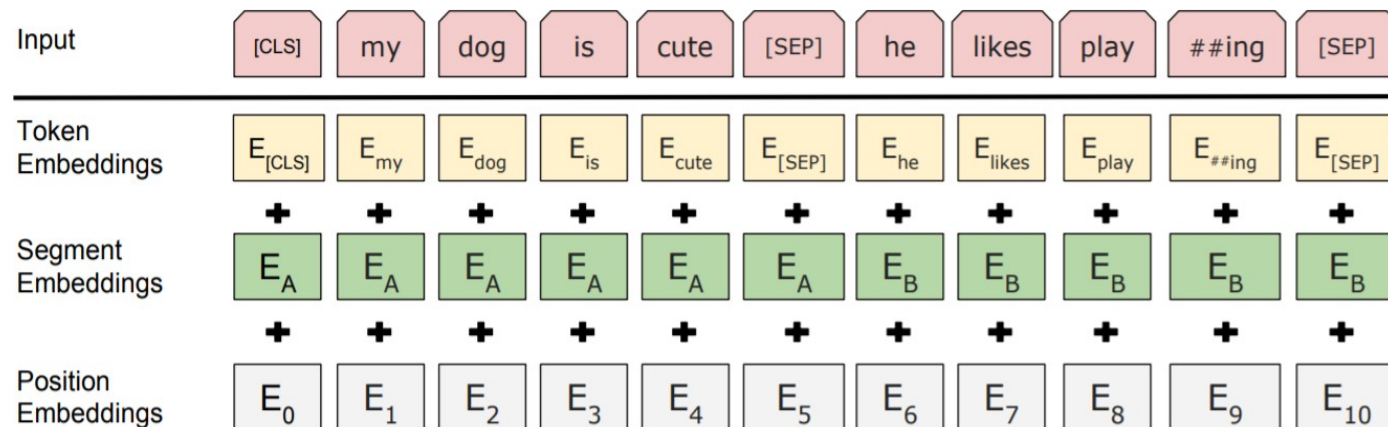 Input [CLS] my dog is cute [SEP] he likes play ##ing [SEP]
Token Embeddings E[CLS] Emy Edog Eis Ecute E[SEP] Ehe Elikes Eplay E##ing E[SEP]
+ + + + + + + + + + +
Segment Embeddings EA EA EA EA EA EA EB EB EB EB EB
+ + + + + + + + + + +
Position Embeddings E0 E1 E2 E3 E4 E5 E6 E7 E8 E9 E10